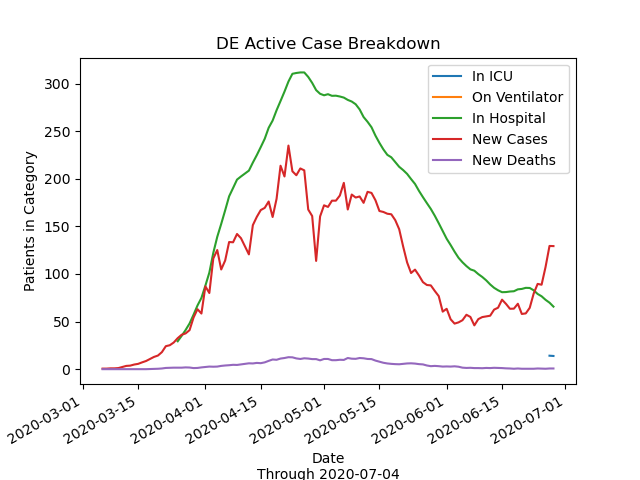 DE Active Case Breakdown
In ICU
On Ventilator
In Hospital
New Cases
New Deaths
Patients in Category
300
250
200
150
100
50
0
2020-03-01
2020-03-15
2020-04-01
2020-04-15
2020-05-01
2020-05-15
2020-06-01
2020-06-15
2020-07-01
Date
Through 2020-07-04